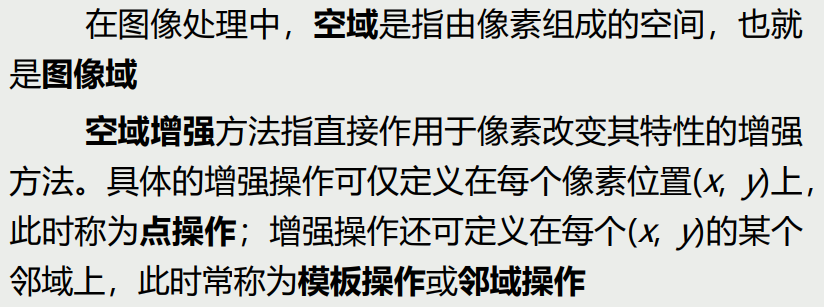 在图像处理中，空域是指由像素组成的空间，也就
是图像域
空域增强方法指直接作用于像素改变其特性的增强
方法。具体的增强操作可仅定义在每个像素位置(x, y)上，
此时称为点操作；增强操作还可定义在每个(x, y)的某个
邻域上，此时常称为模板操作或邻域操作